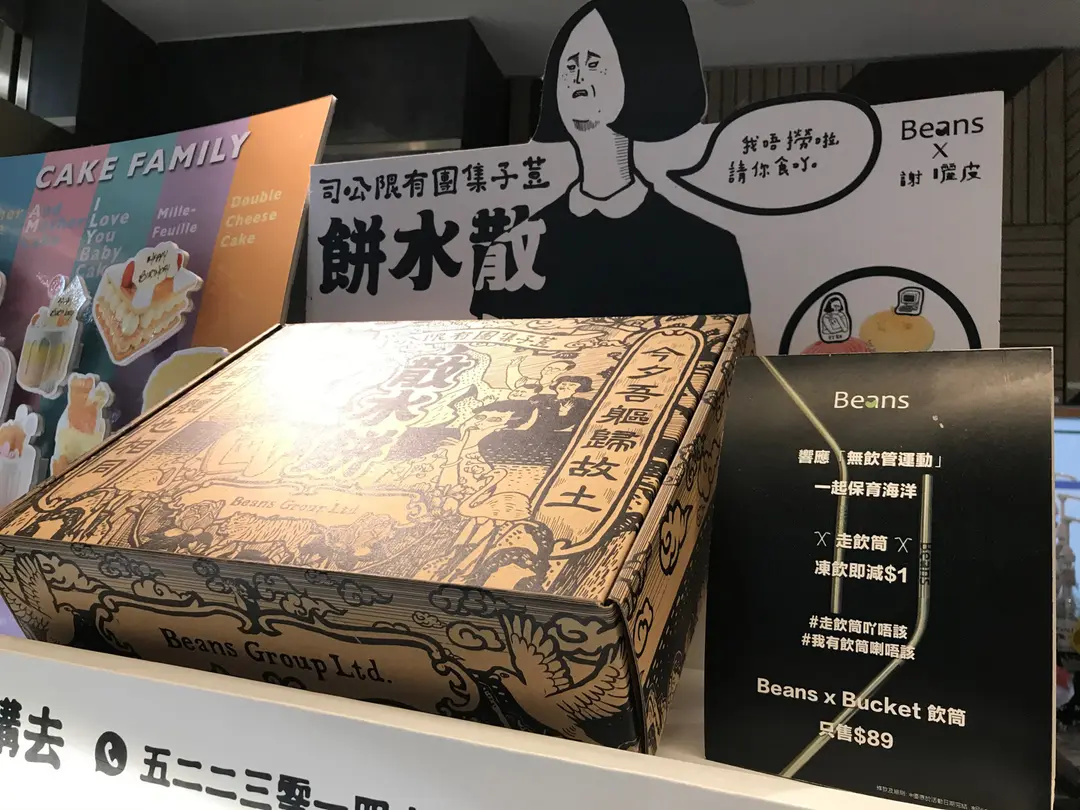 CAKE FAMILY
I
Love
You
Baby
Cake
Mille-
Feuille
Double
Cheese
Cake
司公限有團集子荳
餅水散
我唔撈啦
請你食吖。
Beans
X
謝曬皮
散水
今夕吾軀歸故土
Beans Group Ltd.
Beans Group Ltd.
Beans
響應「無飲管運動」
一起保育海洋
走飲筒
凍飲即減$1
#走飲筒吖唔該
#我有飲筒喇唔該
Beans x Bucket 飲筒
只售$89
購去
五二二三零一四